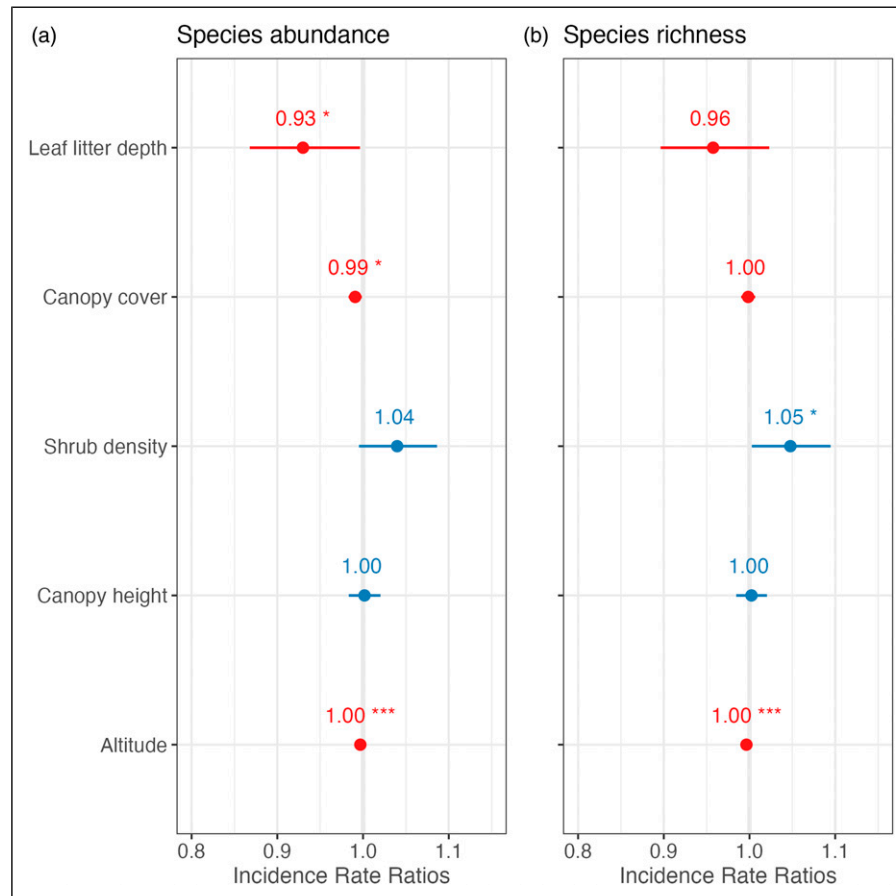 (a) Species abundance
(b) Species richness
Leaf litter depth
0.93 *
0.96
Canopy cover
0.99 *
1.00
Shrub density
1.04
1.05 *
Canopy height
1.00
1.00
Altitude
1.00 ***
1.00 ***
0.8 0.9 1.0 1.1
0.8 0.9 1.0 1.1
Incidence Rate Ratios
Incidence Rate Ratios